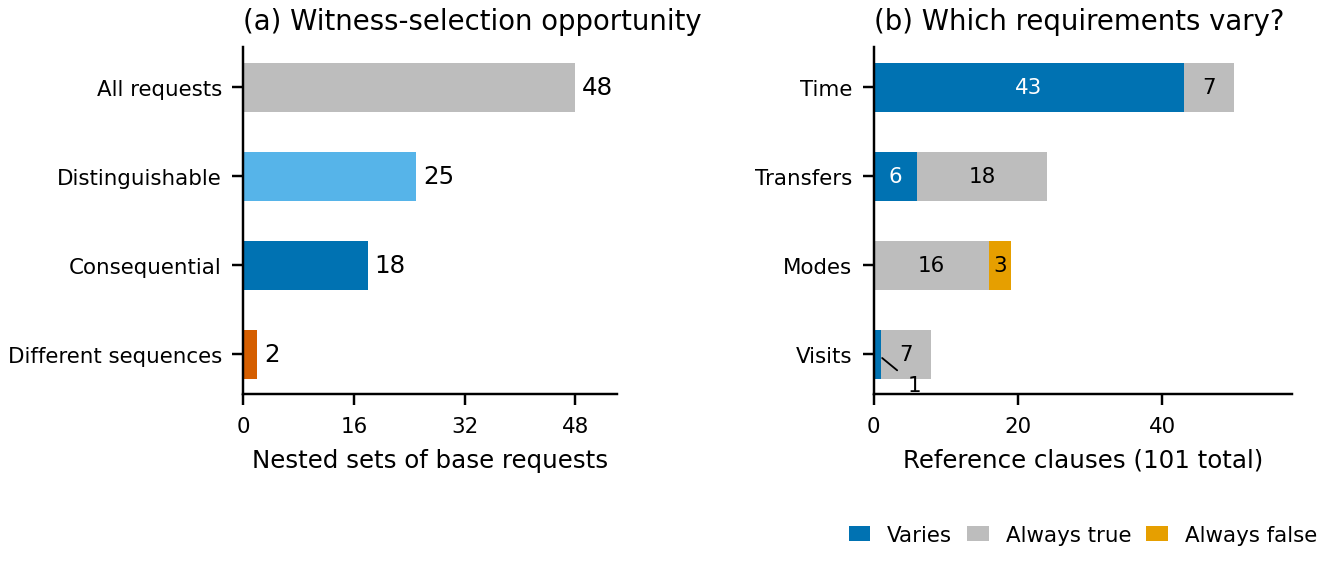 (a) Witness-selection opportunity
All requests
48
Distinguishable
25
Consequential
18
Different sequences
2
0 16 32 48
Nested sets of base requests
(b) Which requirements vary?
Time
43 7
Transfers
6 18
Modes
16 3
Visits
7
1
0 20 40
Reference clauses (101 total)
Varies Always true Always false